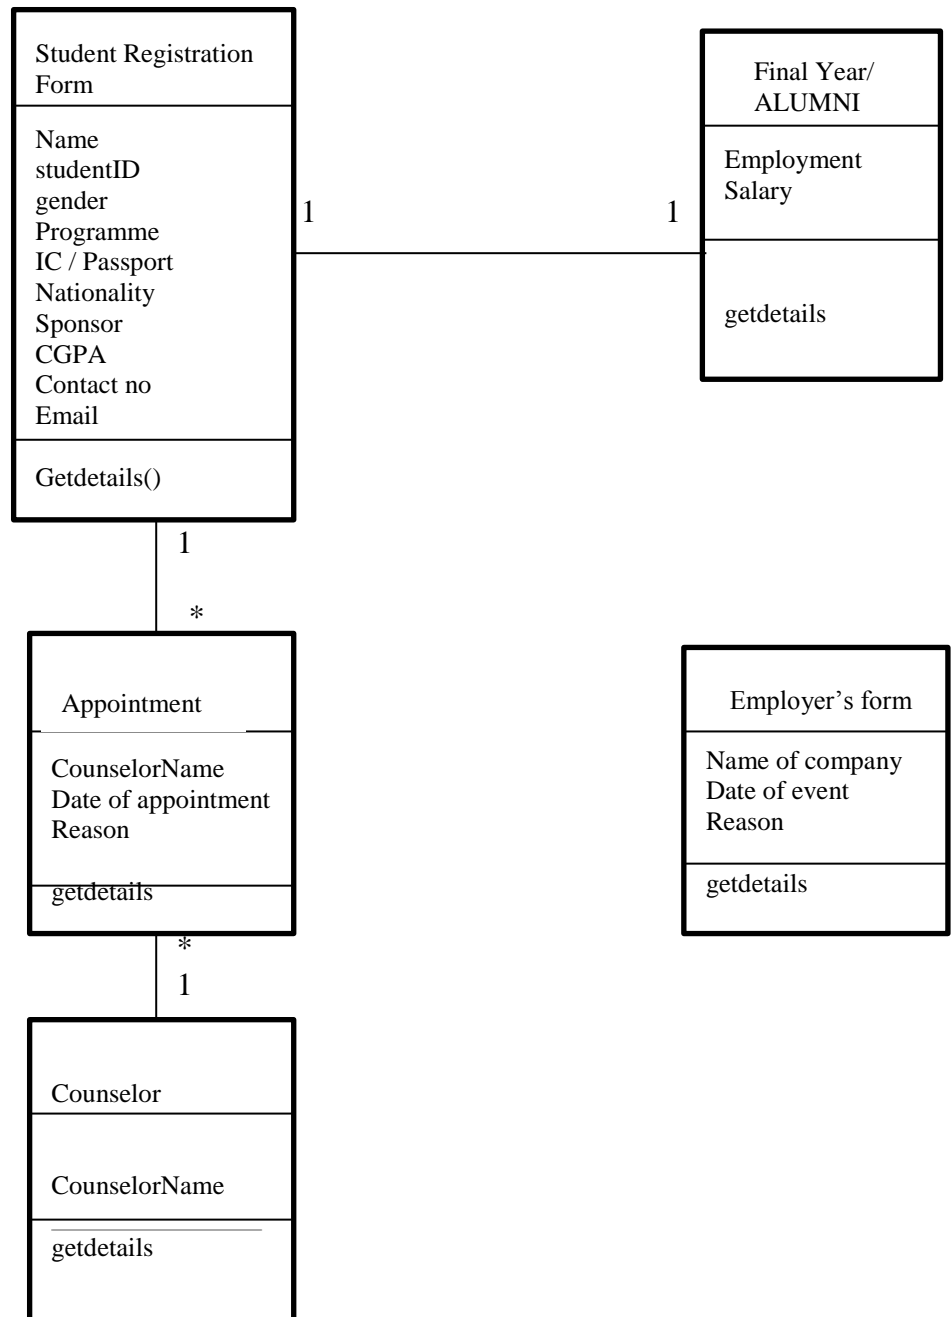 Student Registration
Form
Name
studentID
gender
Programme
IC / Passport
Nationality
Sponsor
CGPA
Contact no
Email
Getdetails()
1
1
Final Year/
ALUMNI
Employment
Salary
getdetails
1
*
Appointment
CounselorName
Date of appointment
Reason
getdetails
Employer’s form
Name of company
Date of event
Reason
getdetails
*
1
Counselor
CounselorName
getdetails